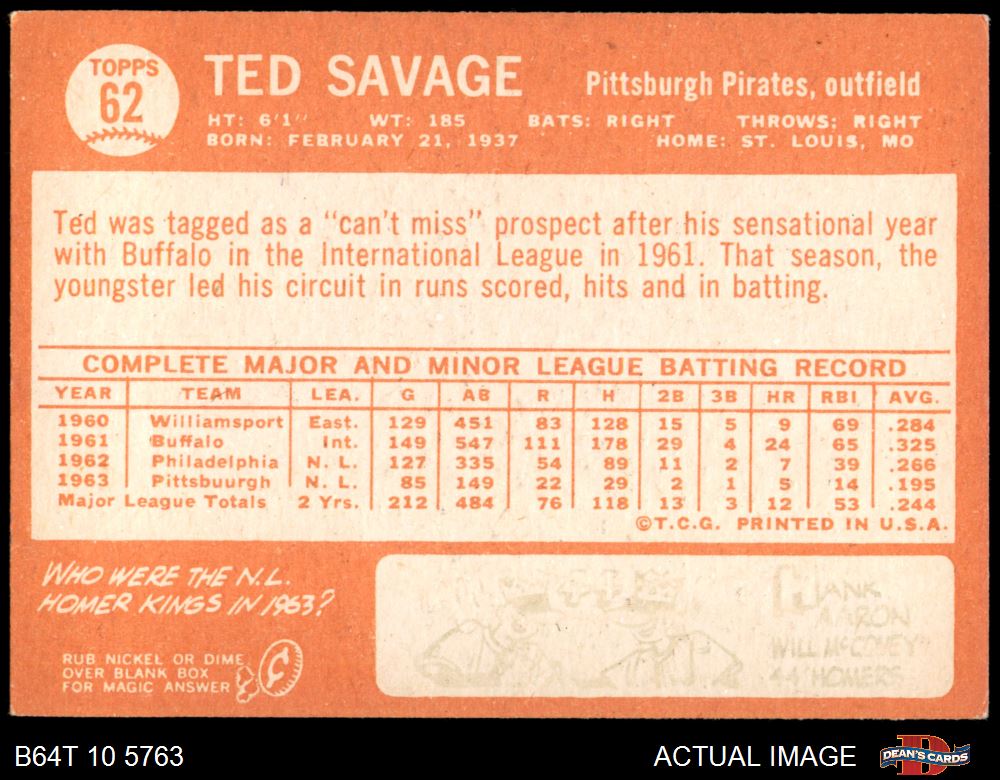 TOPPS
62
TED SAVAGE
Pittsburgh Pirates, outfield
HT: 6'1" WT: 185 BATS: RIGHT THROWS: RIGHT
BORN: FEBRUARY 21, 1937 HOME: ST. LOUIS, MO
Ted was tagged as a "can't miss" prospect after his sensational year
with Buffalo in the International League in 1961. That season, the
youngster led his circuit in runs scored, hits and in batting.
COMPLETE MAJOR AND MINOR LEAGUE BATTING RECORD
YEAR TEAM LEA. G AB R H 2B 3B HR RBI AVG.
1960 Williamsport East. 129 451 83 128 15 5 9 69 .284
1961 Buffalo Int. 149 547 111 178 29 4 24 65 .325
1962 Philadelphia N. L. 127 335 54 89 11 2 7 39 .266
1963 Pittsbuurgh N. L. 85 149 22 29 2 1 5 14 .195
Major League Totals 2 Yrs. 212 484 76 118 13 3 12 53 .244
©T.C.G. PRINTED IN U.S.A.
WHO WERE THE N.L.
HOMER KINGS IN 1963?
RUB NICKEL OR DIME
OVER BLANK BOX
FOR MAGIC ANSWER
HANK
AARON
WILL McCOVEY
44 HOMERS
B64T 10 5763
ACTUAL IMAGE
DEAN'S CARDS